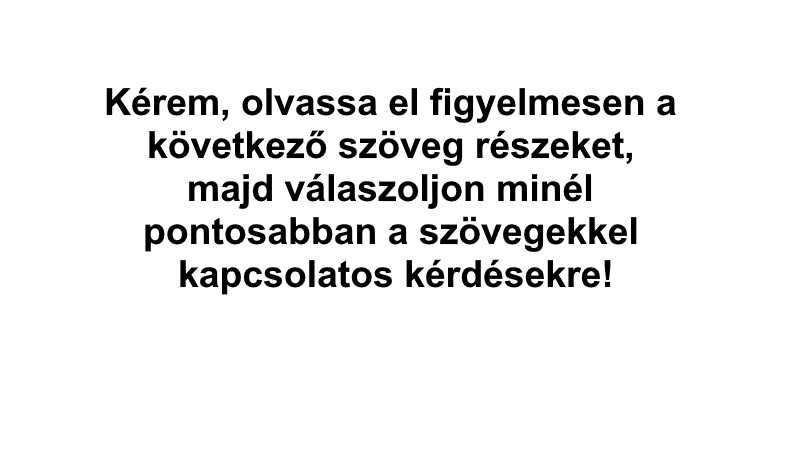 Kérem, olvassa el figyelmesen a
következő szöveg részeket,
majd válaszoljon minél
pontosabban a szövegekkel
kapcsolatos kérdésekre!